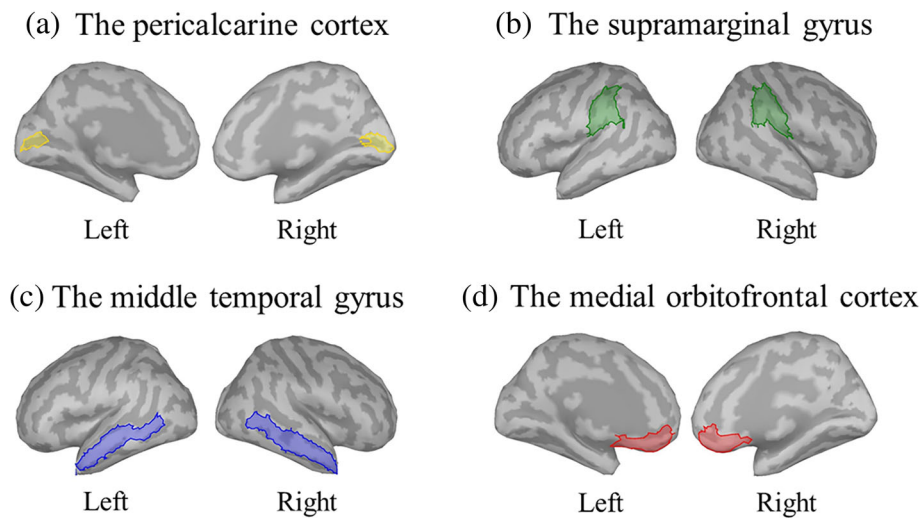 (a) The pericalcarine cortex
(b) The supramarginal gyrus
Left
Right
Left
Right
(c) The middle temporal gyrus
(d) The medial orbitofrontal cortex
Left
Right
Left
Right